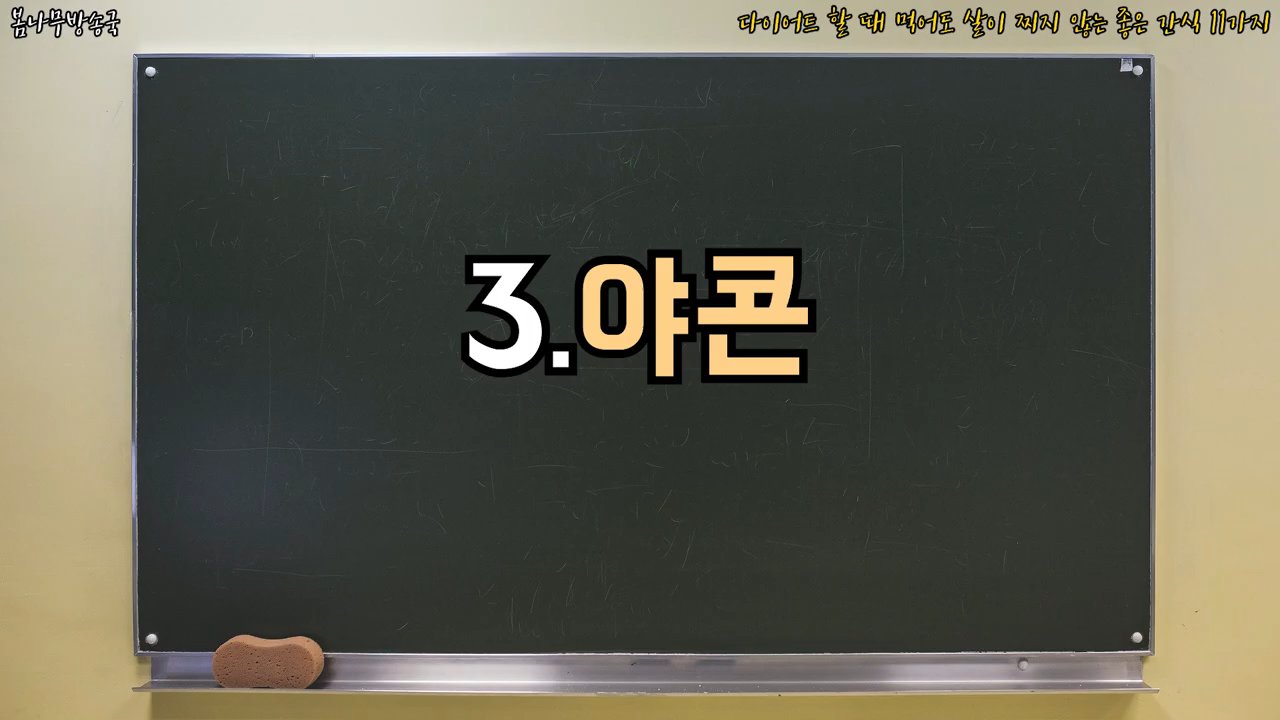 봄나무방송국
다이어트 할 때 먹어도 살이 찌지 않는 좋은 간식 11가지
3.야콘